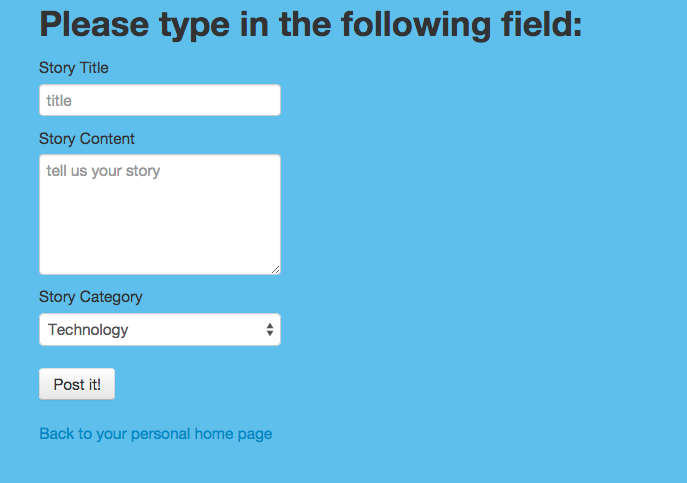 Please type in the following field:
Story Title
title
Story Content
tell us your story
Story Category
Technology
Post it!
Back to your personal home page